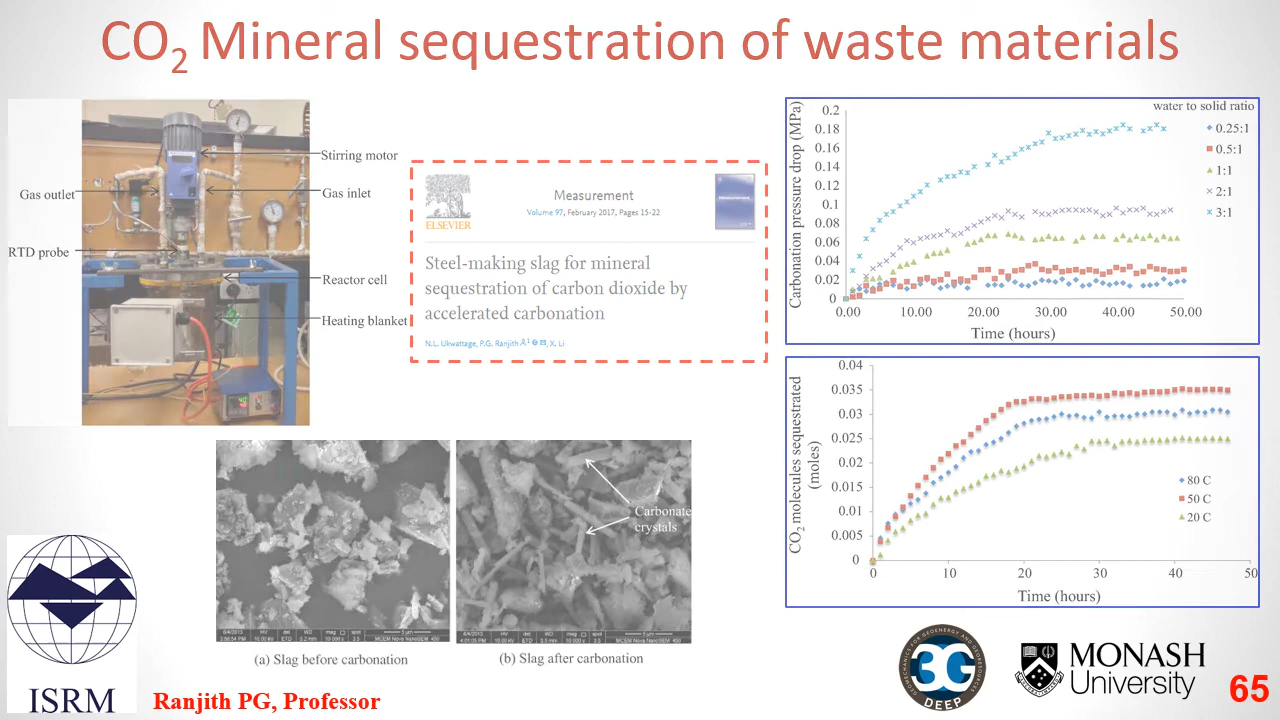 CO2 Mineral sequestration of waste materials
Stirring motor
Gas outlet
Gas inlet
RTD probe
Reactor cell
Heating blanket
ELSEVIER
Measurement
Volume 97, February 2017, Pages 15-22
Steel-making slag for mineral
sequestration of carbon dioxide by
accelerated carbonation
N.L. Ukwattage, P.G. Ranjith
, X. Li
water to solid ratio
0.25:1
0.5:1
1:1
2:1
3:1
Carbonation pressure drop (MPa)
0.2
0.18
0.16
0.14
0.12
0.1
0.08
0.06
0.04
0.02
0
0.00 10.00 20.00 30.00 40.00 50.00
Time (hours)
CO2 molecules sequestrated
(moles)
0.04
0.035
0.03
0.025
0.02
0.015
0.01
0.005
0
80 C
50 C
20 C
0 10 20 30 40 50
Time (hours)
Carbonate
crystals
(a) Slag before carbonation
(b) Slag after carbonation
ISRM
Ranjith PG, Professor
GEOMECHANICS FOR GEOENERGY AND GEORESOURCES
3G
DEEP
MONASH
University
65